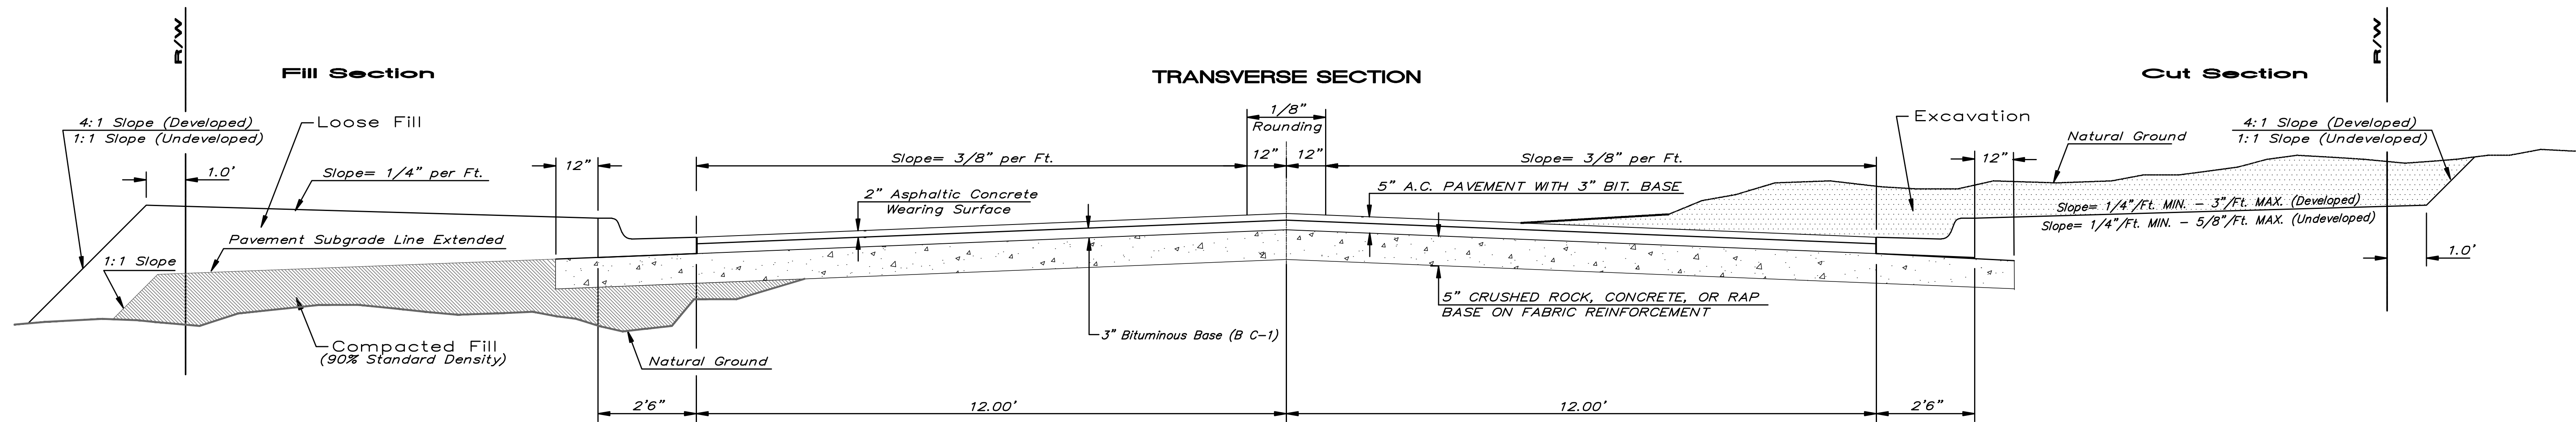 R/W
Fill Section
TRANSVERSE SECTION
Cut Section
R/W
4:1 Slope (Developed)
1:1 Slope (Undeveloped)
Loose Fill
1.0'
Slope= 1/4" per Ft.
12"
Slope= 3/8" per Ft.
1/8"
Rounding
12"
12"
Slope= 3/8" per Ft.
Excavation
Natural Ground
12"
4:1 Slope (Developed)
1:1 Slope (Undeveloped)
2" Asphaltic Concrete
Wearing Surface
5" A.C. PAVEMENT WITH 3" BIT. BASE
Slope= 1/4"/Ft. MIN. - 3"/Ft. MAX. (Developed)
Slope= 1/4"/Ft. MIN. - 5/8"/Ft. MAX. (Undeveloped)
Pavement Subgrade Line Extended
1:1 Slope
1.0'
5" CRUSHED ROCK, CONCRETE, OR RAP
BASE ON FABRIC REINFORCEMENT
3" Bituminous Base (B C-1)
Compacted Fill
(90% Standard Density)
Natural Ground
2'6"
12.00'
12.00'
2'6"